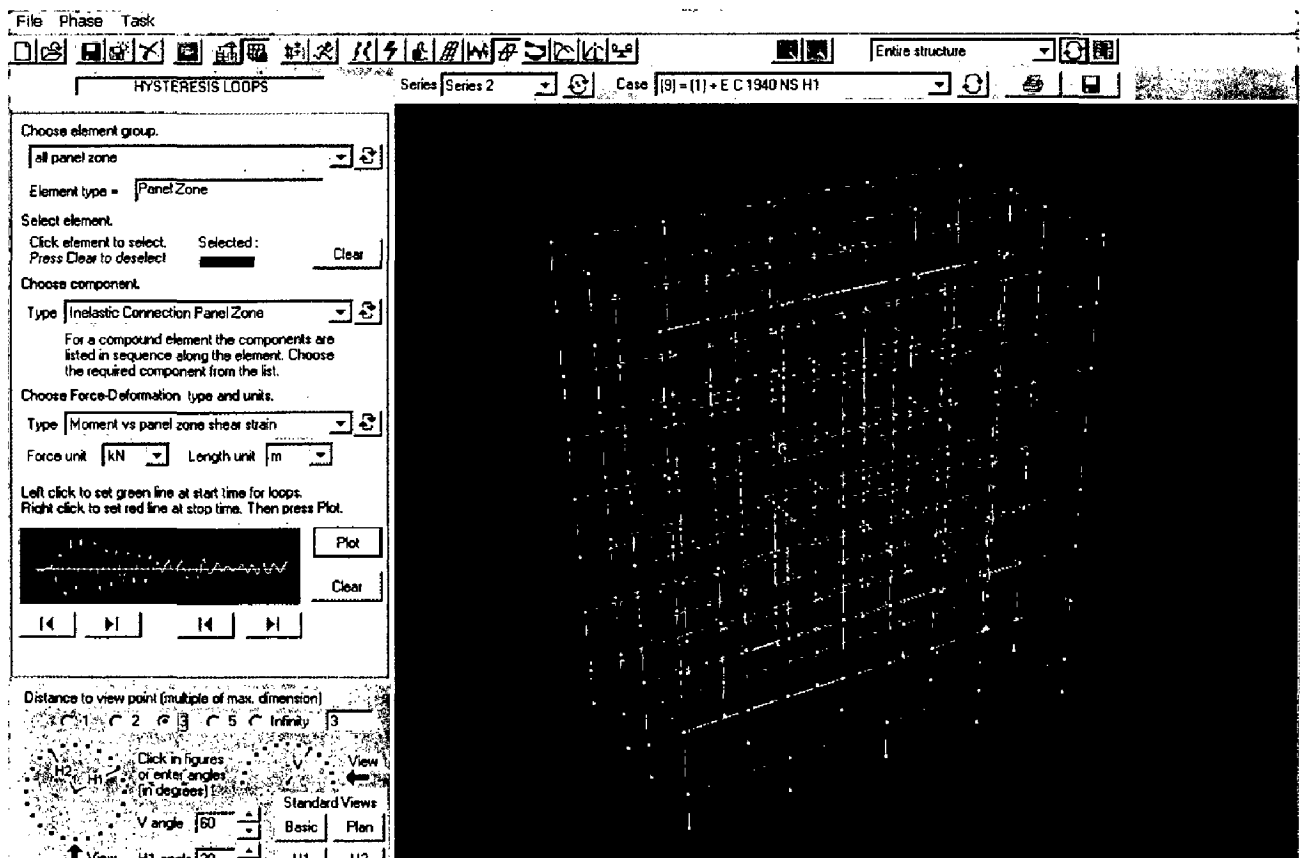 File Phase Task
Entire structure
HYSTERESIS LOOPS
Series Series 2
Case [9] = [1] + E C 1940 NS H1
Choose element group.
all panel zone
Element type = Panel Zone
Select element.
Click element to select. Selected :
Press Clear to deselect Clear
Choose component.
Type Inelastic Connection Panel Zone
For a compound element the components are
listed in sequence along the element. Choose
the required component from the list.
Choose Force-Deformation type and units.
Type Moment vs panel zone shear strain
Force unit kN Length unit m
Left click to set green line at start time for loops.
Right click to set red line at stop time. Then press Plot.
Plot
Clear
Distance to view point (multiple of max. dimension)
1 2 3 5 Infinity 3
H2 H1
Click in figures
or enter angles
(in degrees)
V
View
Standard Views
V angle 60 Basic Plan
View H1 angle H1 H2